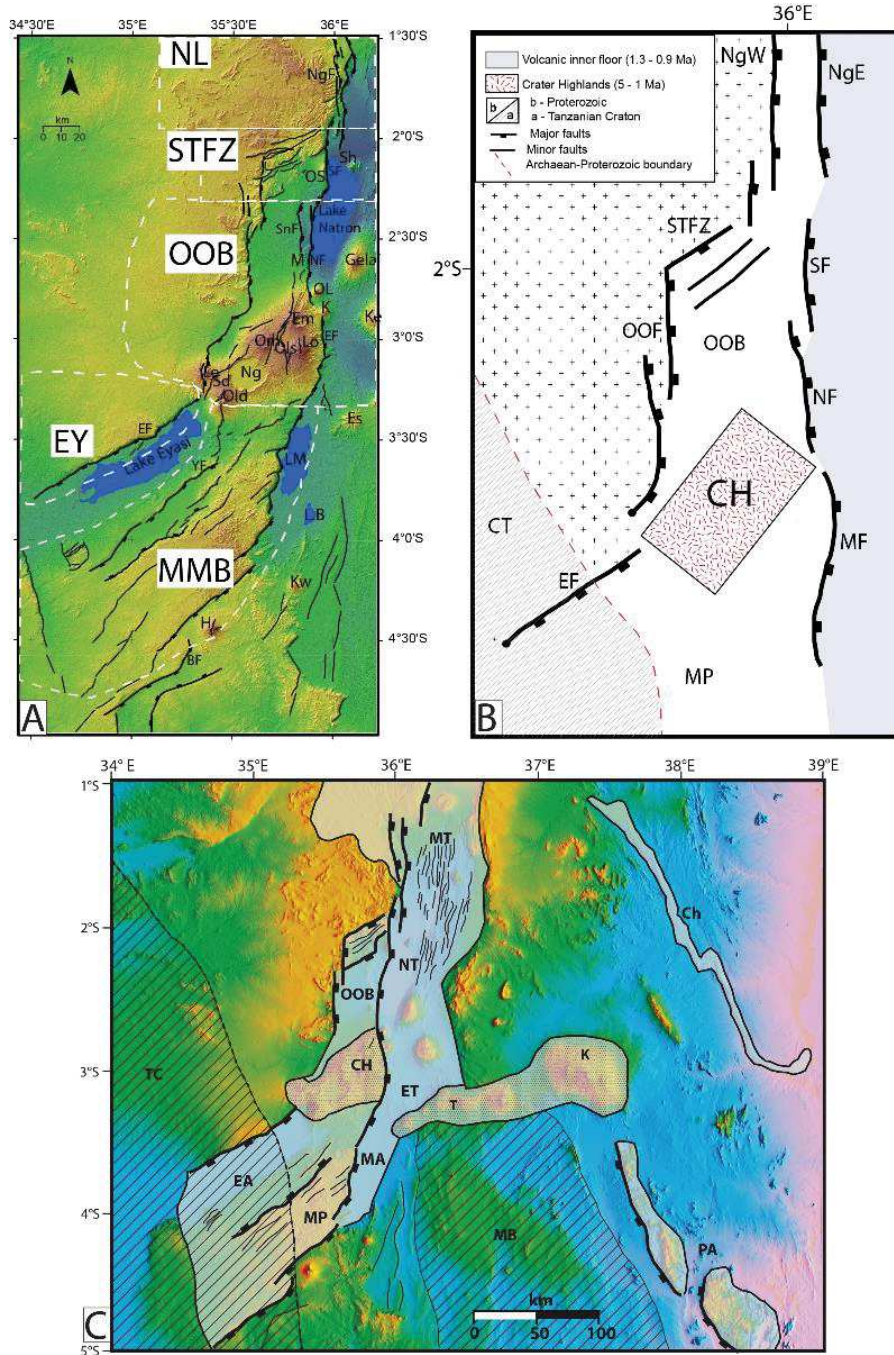 34°30' 35° 35°30' 36°
1°30'S
NL
NgF
N
km
0 10 20
2°0'S
STFZ
Sh
OS
SF
Lake
Natron
OOB
SnF
2°30'S
M
NF
Gelai
OL
K
Em
Ke
3°0'S
Om
Ols
Lo
EF
Le
Ng
Sd
Old
Es
EY
EF
Lake Eyasi
3°30'S
YF
LM
LB
4°0'S
MMB
Kw
H
4°30'S
BF
A
36°E
Volcanic inner floor (1.3 - 0.9 Ma)
Crater Highlands (5 - 1 Ma)
b b - Proterozoic
a a - Tanzanian Craton
Major faults
Minor faults
Archaean-Proterozoic boundary
NgW
NgE
STFZ
2°S
SF
OOF
OOB
NF
CH
CT
MF
EF
MP
B
34° E 35°E 36°E 37°E 38°E 39°E
1°S
MT
Ch
2°S
NT
OOB
3°S
TC
CH
K
ET
T
MA
EA
4°S
MP
MB
PA
km
0 50 100
C
5°S